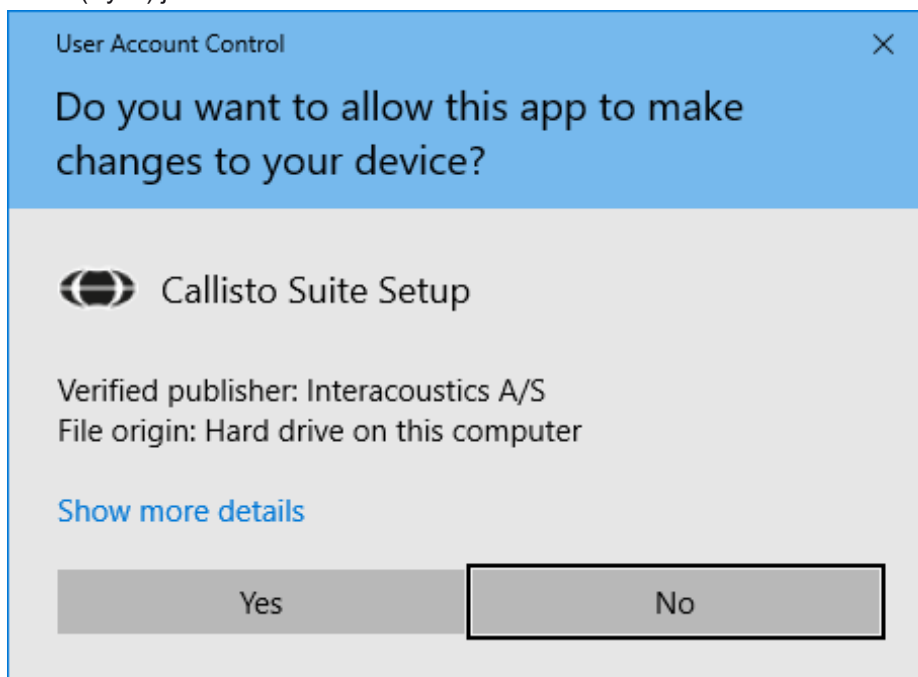 User Account Control
Do you want to allow this app to make
changes to your device?
Callisto Suite Setup
Verified publisher: Interacoustics A/S
File origin: Hard drive on this computer
Show more details
Yes
No